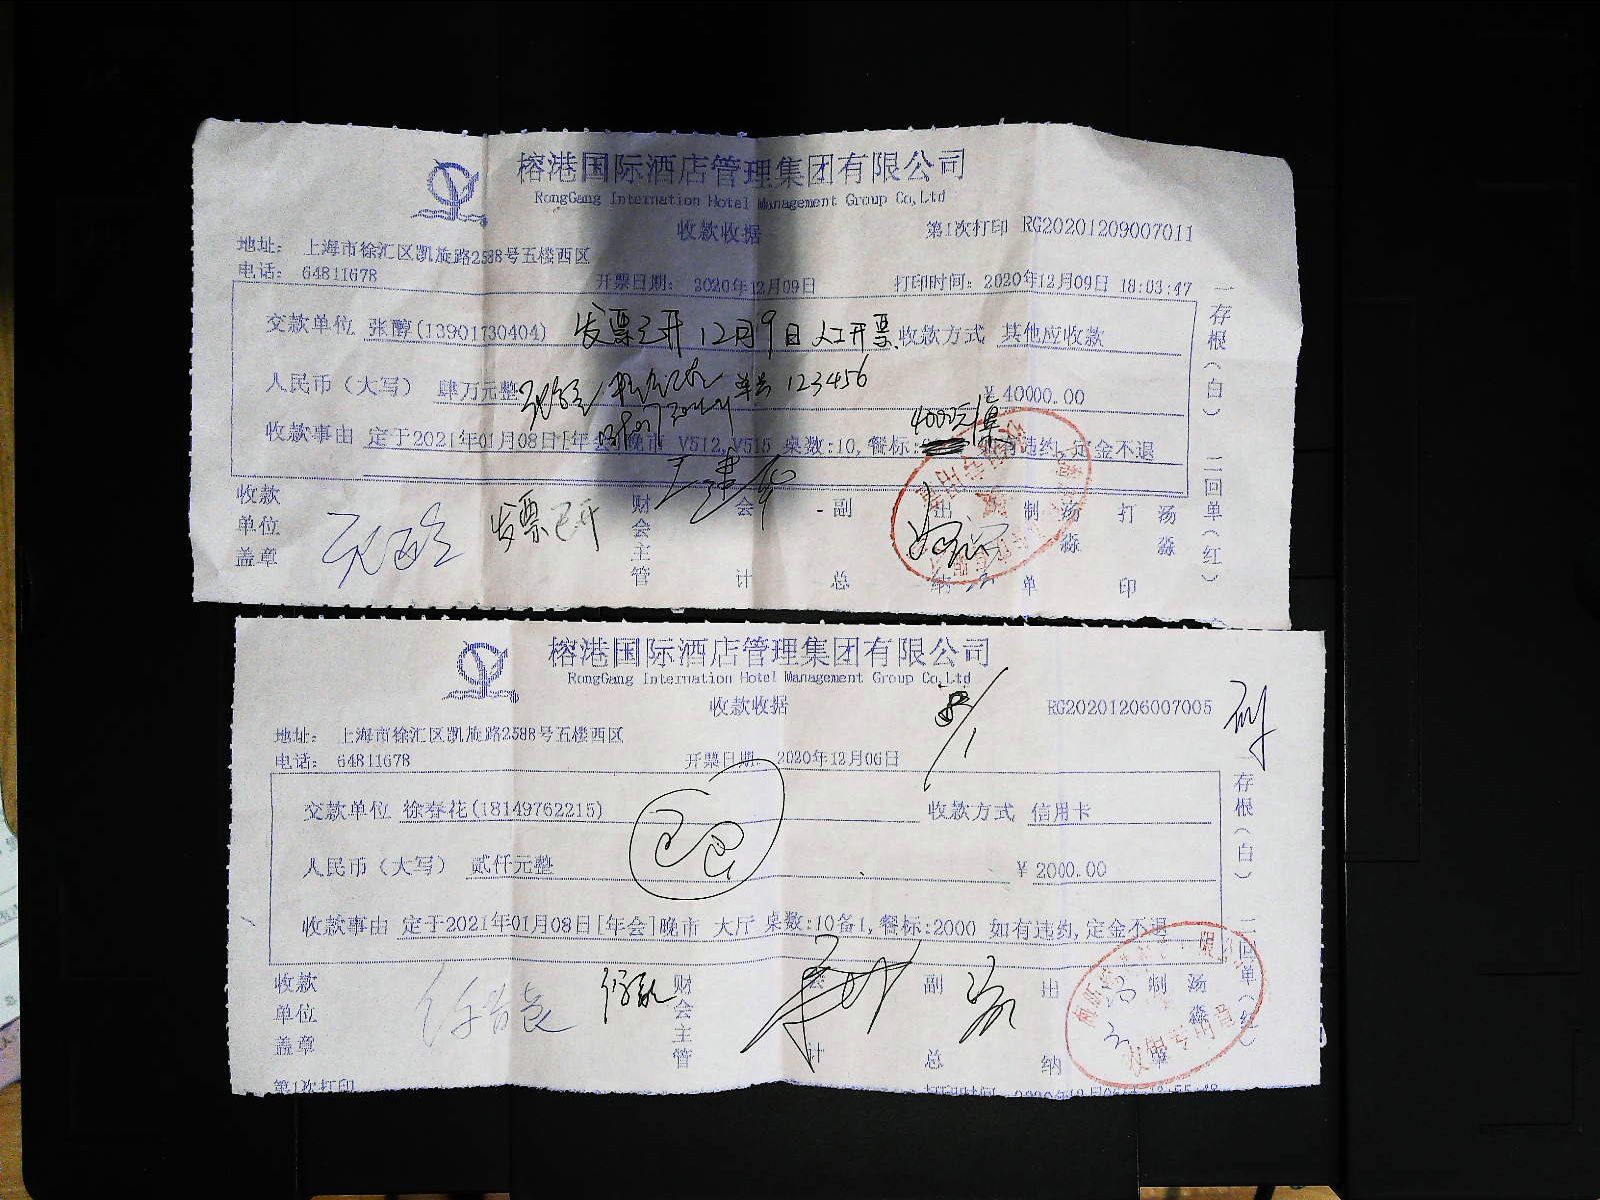 榕港国际酒店管理集团有限公司
RongGang Internation Hotel Management Group Co,Ltd
收款收据
第1次打印 RG20201209007011
地址： 上海市徐汇区凯旋路2588号五楼西区
电话： 64811678
开票日期： 2020年12月09日
打印时间：2020年12月09日 18:03:47
交款单位 张醇(13901730404) 发票已开 12月9日 人工开票 收款方式 其他应收款
人民币（大写） 肆万元整 单号 123456 ￥40000.00
4000元/桌
收款事由 定于2021年01月08日[年会]晚市 V512,V515 桌数:10,餐标: 如有违约,定金不退
收款单位盖章 发票已开 财会主管 会计 副总 出纳 制单 汤淼 打印 汤淼
一存根(白) 二回单(红)
榕港国际酒店管理集团有限公司
RongGang Internation Hotel Management Group Co,Ltd
收款收据
8/1
RG20201206007005
地址： 上海市徐汇区凯旋路2588号五楼西区
电话： 64811678
开票日期： 2020年12月06日
交款单位 徐春花(18149762215) 收款方式 信用卡
人民币（大写） 贰仟元整 ￥2000.00
收款事由 定于2021年01月08日[年会]晚市 大厅 桌数:10备1,餐标:2000 如有违约,定金不退
收款单位盖章 财会主管 会计 副总 出纳 制 汤淼
一存根(白) 二回单(红)
第1次打印
打印时间